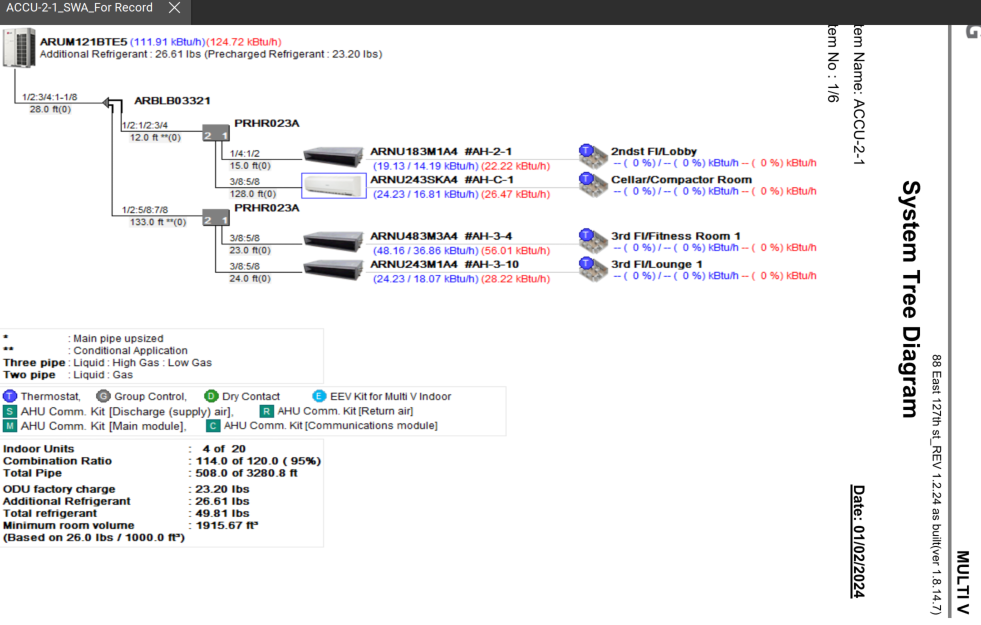 ACCU-2-1_SWA_For Record
ARUM121BTE5 (111.91 kBtu/h)(124.72 kBtu/h)
Additional Refrigerant : 26.61 lbs (Precharged Refrigerant : 23.20 lbs)
1/2:3/4:1-1/8
28.0 ft(0)
ARBLB03321
1/2:1/2:3/4
12.0 ft **(0)
PRHR023A
2 1
1/4:1/2
15.0 ft(0)
ARNU183M1A4 #AH-2-1
(19.13 / 14.19 kBtu/h) (22.22 kBtu/h)
T
2ndst Fl/Lobby
-- ( 0 %) / -- ( 0 %) kBtu/h -- ( 0 %) kBtu/h
3/8:5/8
128.0 ft(0)
ARNU243SKA4 #AH-C-1
(24.23 / 16.81 kBtu/h) (26.47 kBtu/h)
T
Cellar/Compactor Room
-- ( 0 %) / -- ( 0 %) kBtu/h -- ( 0 %) kBtu/h
1/2:5/8:7/8
133.0 ft **(0)
PRHR023A
2 1
3/8:5/8
23.0 ft(0)
ARNU483M3A4 #AH-3-4
(48.16 / 36.86 kBtu/h) (56.01 kBtu/h)
T
3rd Fl/Fitness Room 1
-- ( 0 %) / -- ( 0 %) kBtu/h -- ( 0 %) kBtu/h
3/8:5/8
24.0 ft(0)
ARNU243M1A4 #AH-3-10
(24.23 / 18.07 kBtu/h) (28.22 kBtu/h)
T
3rd Fl/Lounge 1
-- ( 0 %) / -- ( 0 %) kBtu/h -- ( 0 %) kBtu/h
* : Main pipe upsized
** : Conditional Application
Three pipe : Liquid : High Gas : Low Gas
Two pipe : Liquid : Gas
T Thermostat, G Group Control, D Dry Contact E EEV Kit for Multi V Indoor
S AHU Comm. Kit [Discharge (supply) air], R AHU Comm. Kit [Return air]
M AHU Comm. Kit [Main module], C AHU Comm. Kit [Communications module]
Indoor Units : 4 of 20
Combination Ratio : 114.0 of 120.0 ( 95%)
Total Pipe : 508.0 of 3280.8 ft
ODU factory charge : 23.20 lbs
Additional Refrigerant : 26.61 lbs
Total refrigerant : 49.81 lbs
Minimum room volume : 1915.67 ft³
(Based on 26.0 lbs / 1000.0 ft³)
tem Name: ACCU-2-1
tem No : 1/6
System Tree Diagram
Date: 01/02/2024
88 East 127th st_REV 1.2.24 as built(ver 1.8.14.7)
MULTI V
G